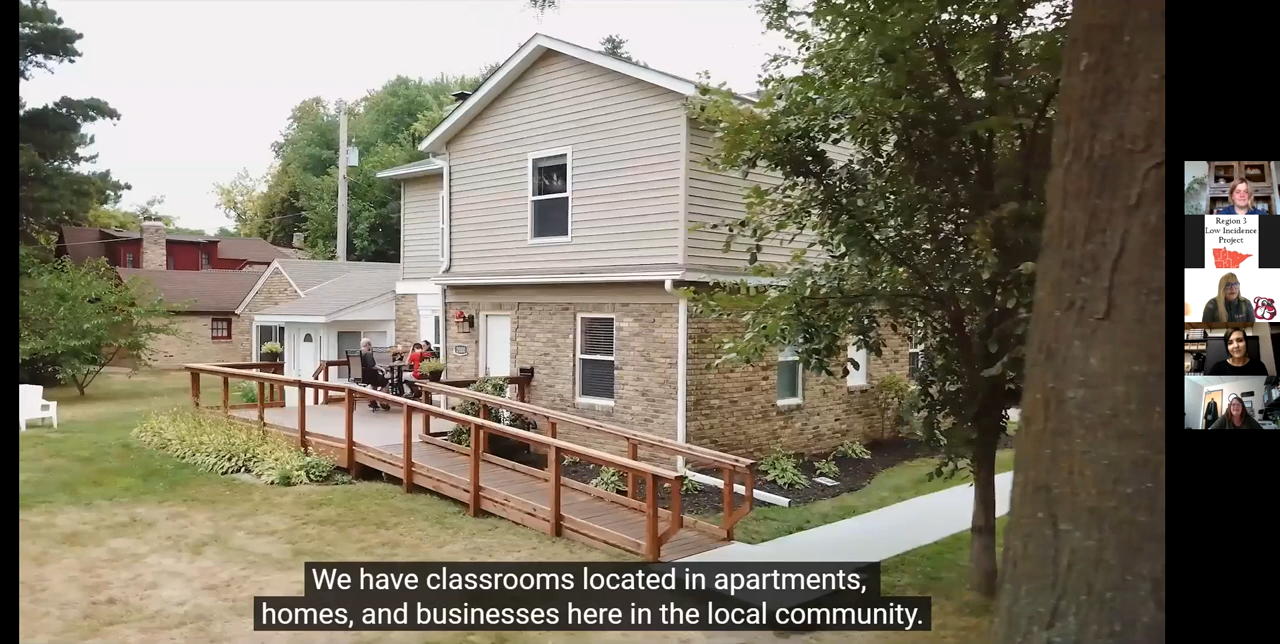 We have classrooms located in apartments,
homes, and businesses here in the local community.
Region 3
Low Incidence
Project